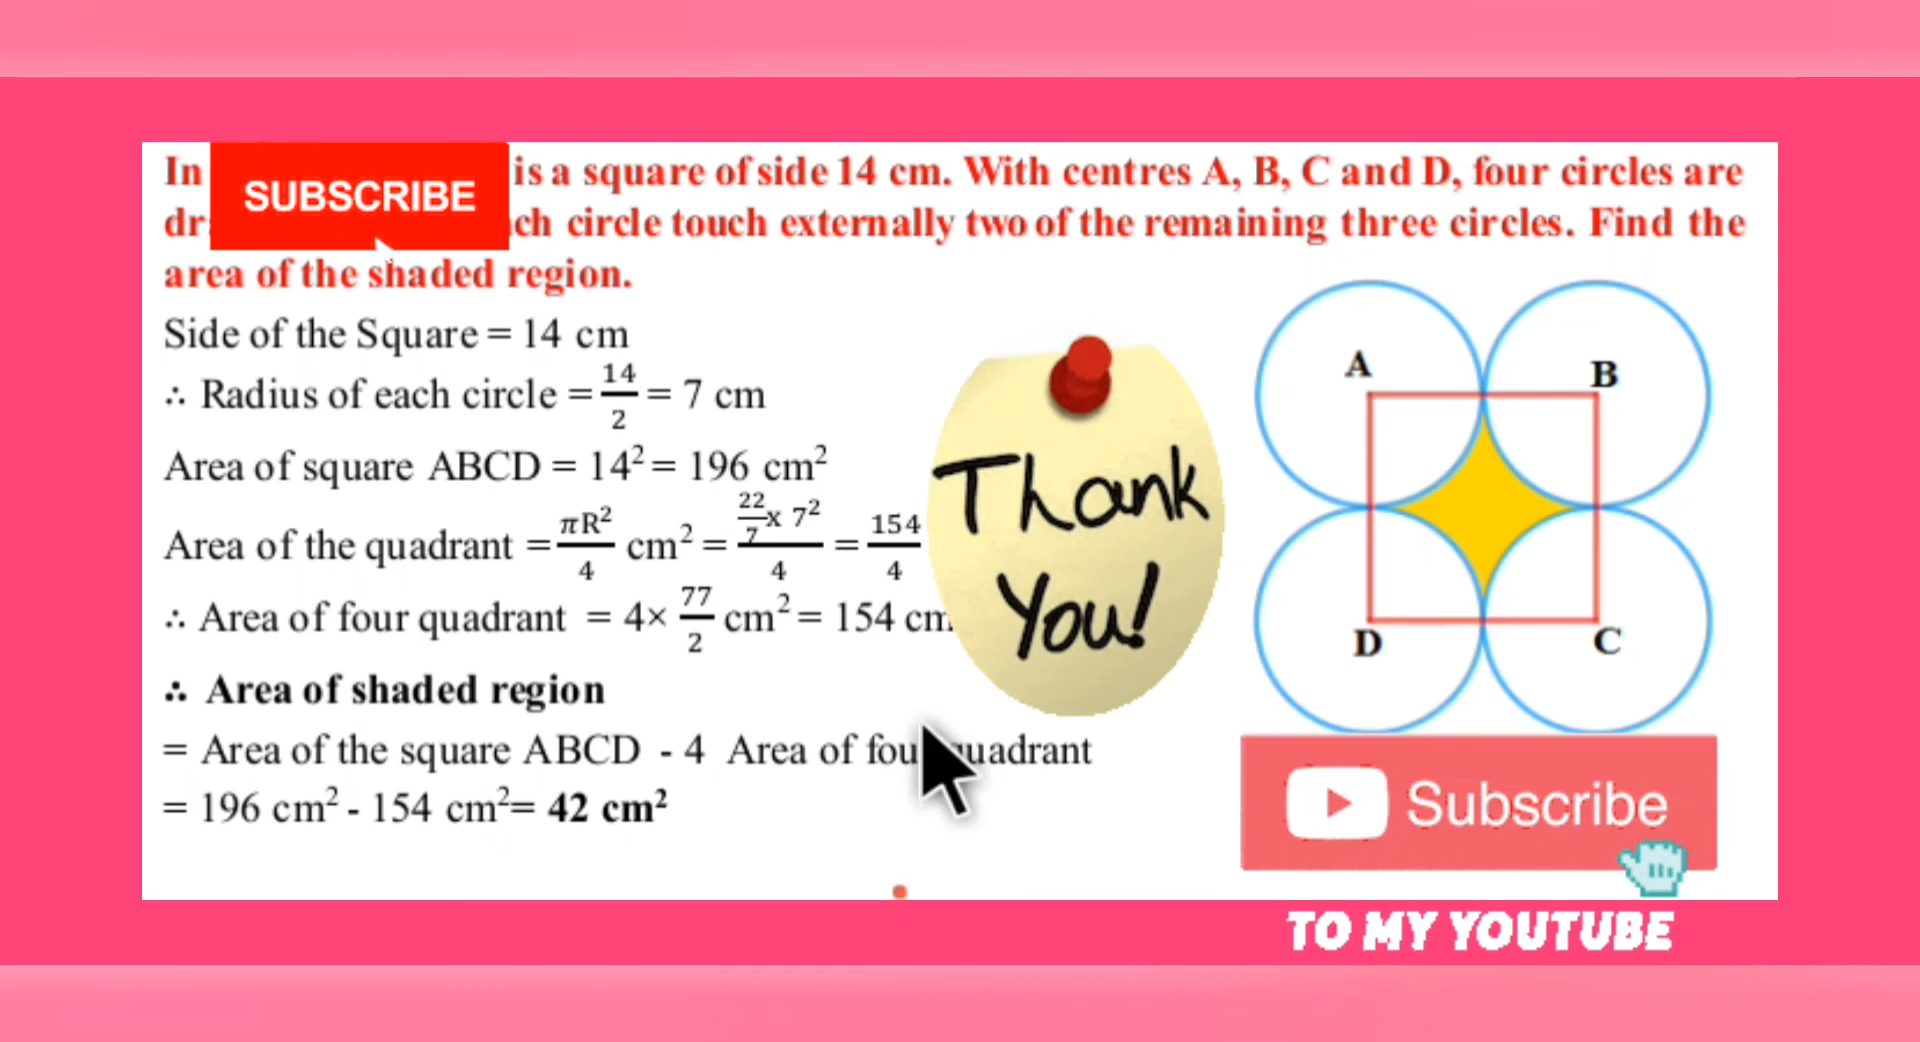 In SUBSCRIBE is a square of side 14 cm. With centres A, B, C and D, four circles are
ch circle touch externally two of the remaining three circles. Find the
area of the shaded region.
Side of the Square = 14 cm
∴ Radius of each circle = 14/2 = 7 cm
Area of square ABCD = 14² = 196 cm²
Area of the quadrant = πR²/4 cm² = 22/7 x 7²/4 = 154/4
∴ Area of four quadrant = 4× 77/2 cm² = 154 cm
∴ Area of shaded region
= Area of the square ABCD - 4 Area of quadrant
= 196 cm² - 154 cm² = 42 cm²
Thank
You!
A
B
D
C
Subscribe
TO MY YOUTUBE